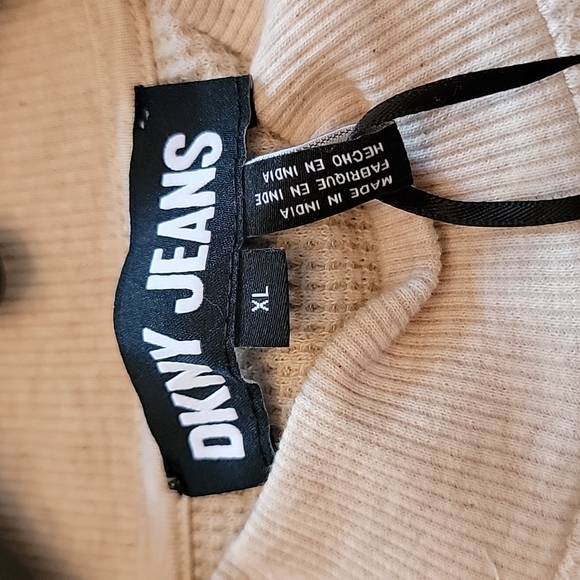 DKNY JEANS
XL
MADE IN INDIA
FABRIQUE EN INDE
HECHO EN INDIA